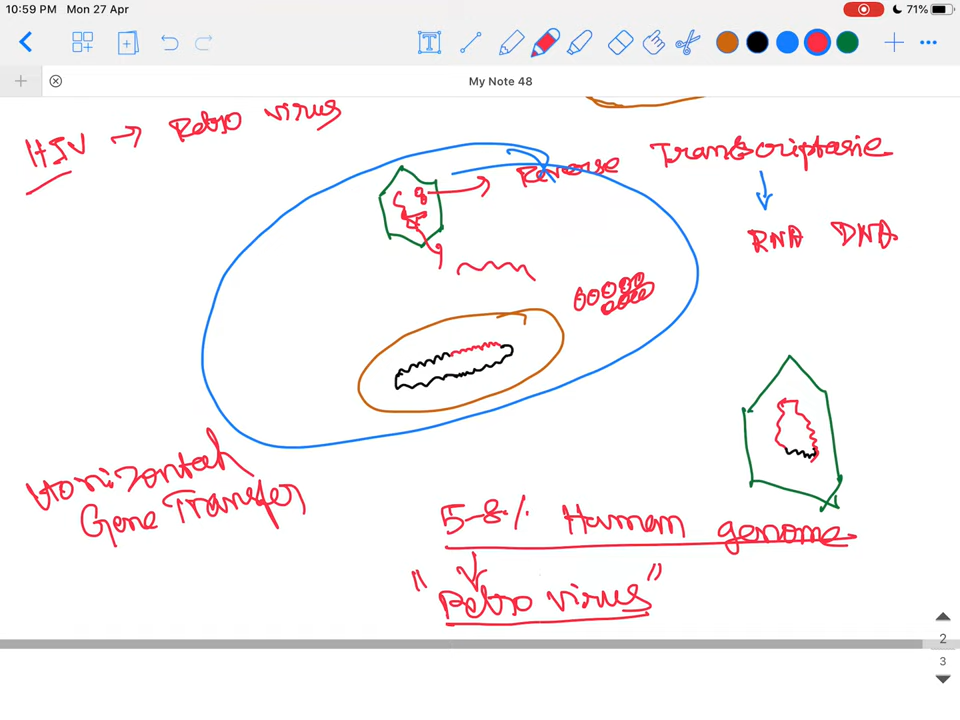 10:59 PM Mon 27 Apr
71%
My Note 48
HIV → Retro virus
Reverse Transcriptase
RNA DNA
Horizontal
Gene Transfer
5-8% Human genome
"Retro virus"
2
3